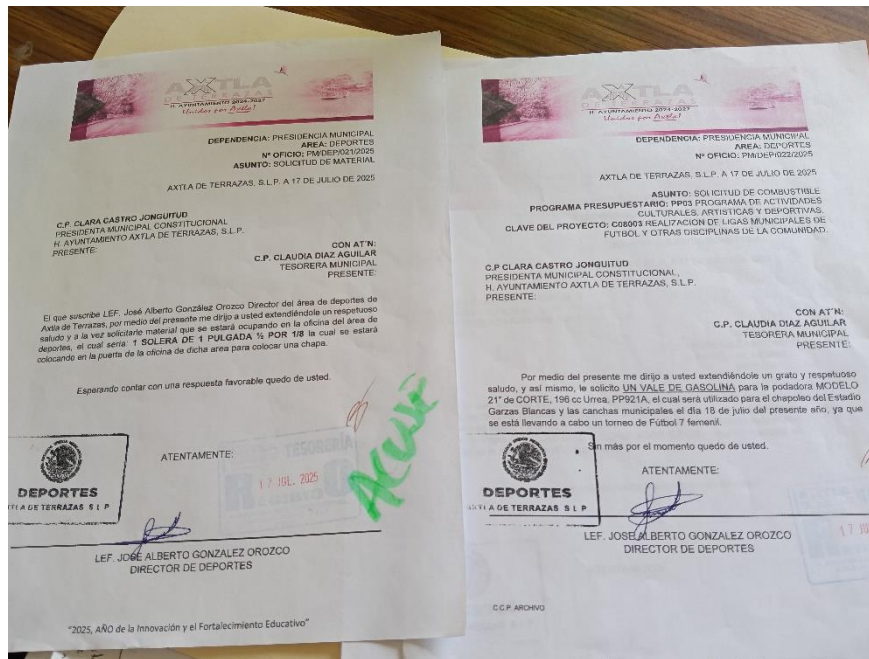 AXTLA
DE TERRAZAS
H. AYUNTAMIENTO 2024-2027
Unidos por Axtla!
DEPENDENCIA: PRESIDENCIA MUNICIPAL
AREA: DEPORTES
N° OFICIO: PM/DEP/021/2025
ASUNTO: SOLICITUD DE MATERIAL
AXTLA DE TERRAZAS, S.L.P. A 17 DE JULIO DE 2025
C.P. CLARA CASTRO JONGUITUD
PRESIDENTA MUNICIPAL CONSTITUCIONAL
H. AYUNTAMIENTO AXTLA DE TERRAZAS, S.L.P.
PRESENTE:
CON AT'N:
C.P. CLAUDIA DIAZ AGUILAR
TESORERA MUNICIPAL
PRESENTE:
El que suscribe LEF. José Alberto González Orozco Director del área de deportes de
Axtla de Terrazas, por medio del presente me dirijo a usted extendiéndole un respetuoso
saludo y a la vez solicitarle material que se estará ocupando en la oficina del área de
deportes, el cual seria: 1 SOLERA DE 1 PULGADA ½ POR 1/8 la cual se estará
colocando en la puerta de la oficina de dicha area para colocar una chapa.
Esperando contar con una respuesta favorable quedo de usted.
ATENTAMENTE:
TESORERIA
17 JUL. 2025
ACUSE
DEPORTES
AXTLA DE TERRAZAS S L P
LEF. JOSÉ ALBERTO GONZALEZ OROZCO
DIRECTOR DE DEPORTES
"2025, AÑO de la Innovación y el Fortalecimiento Educativo"
AXTLA
DE TERRAZAS
H. AYUNTAMIENTO 2024-2027
Unidos por Axtla!
DEPENDENCIA: PRESIDENCIA MUNICIPAL
AREA: DEPORTES
N° OFICIO: PM/DEP/022/2025
AXTLA DE TERRAZAS, S.L.P. A 17 DE JULIO DE 2025
ASUNTO: SOLICITUD DE COMBUSTIBLE
PROGRAMA PRESUPUESTARIO: PP03 PROGRAMA DE ACTIVIDADES
CULTURALES, ARTISTICAS Y DEPORTIVAS.
CLAVE DEL PROYECTO: C08003 REALIZACION DE LIGAS MUNICIPALES DE
FUTBOL Y OTRAS DISCIPLINAS DE LA COMUNIDAD.
C.P CLARA CASTRO JONGUITUD
PRESIDENTA MUNICIPAL CONSTITUCIONAL,
H. AYUNTAMIENTO AXTLA DE TERRAZAS, S.L.P.
PRESENTE:
CON AT'N:
C.P. CLAUDIA DIAZ AGUILAR
TESORERA MUNICIPAL
PRESENTE:
Por medio del presente me dirijo a usted extendiéndole un grato y respetuoso
saludo, y así mismo, le solicito UN VALE DE GASOLINA para la podadora MODELO
21" de CORTE, 196 cc Urrea. PP921A, el cual será utilizado para el chapoleo del Estadio
Garzas Blancas y las canchas municipales el día 18 de julio del presente año, ya que
se está llevando a cabo un torneo de Fútbol 7 femenil.
Sin más por el momento quedo de usted.
ATENTAMENTE:
DEPORTES
AXTLA DE TERRAZAS S L P
17 JU
LEF. JOSE ALBERTO GONZALEZ OROZCO
DIRECTOR DE DEPORTES
C.C.P. ARCHIVO